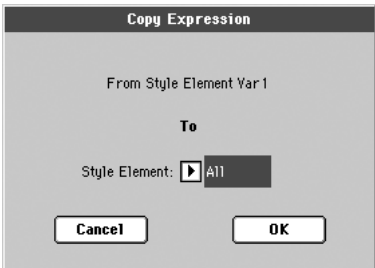 Copy Expression
From Style Element Var1
To
Style Element: All
Cancel OK